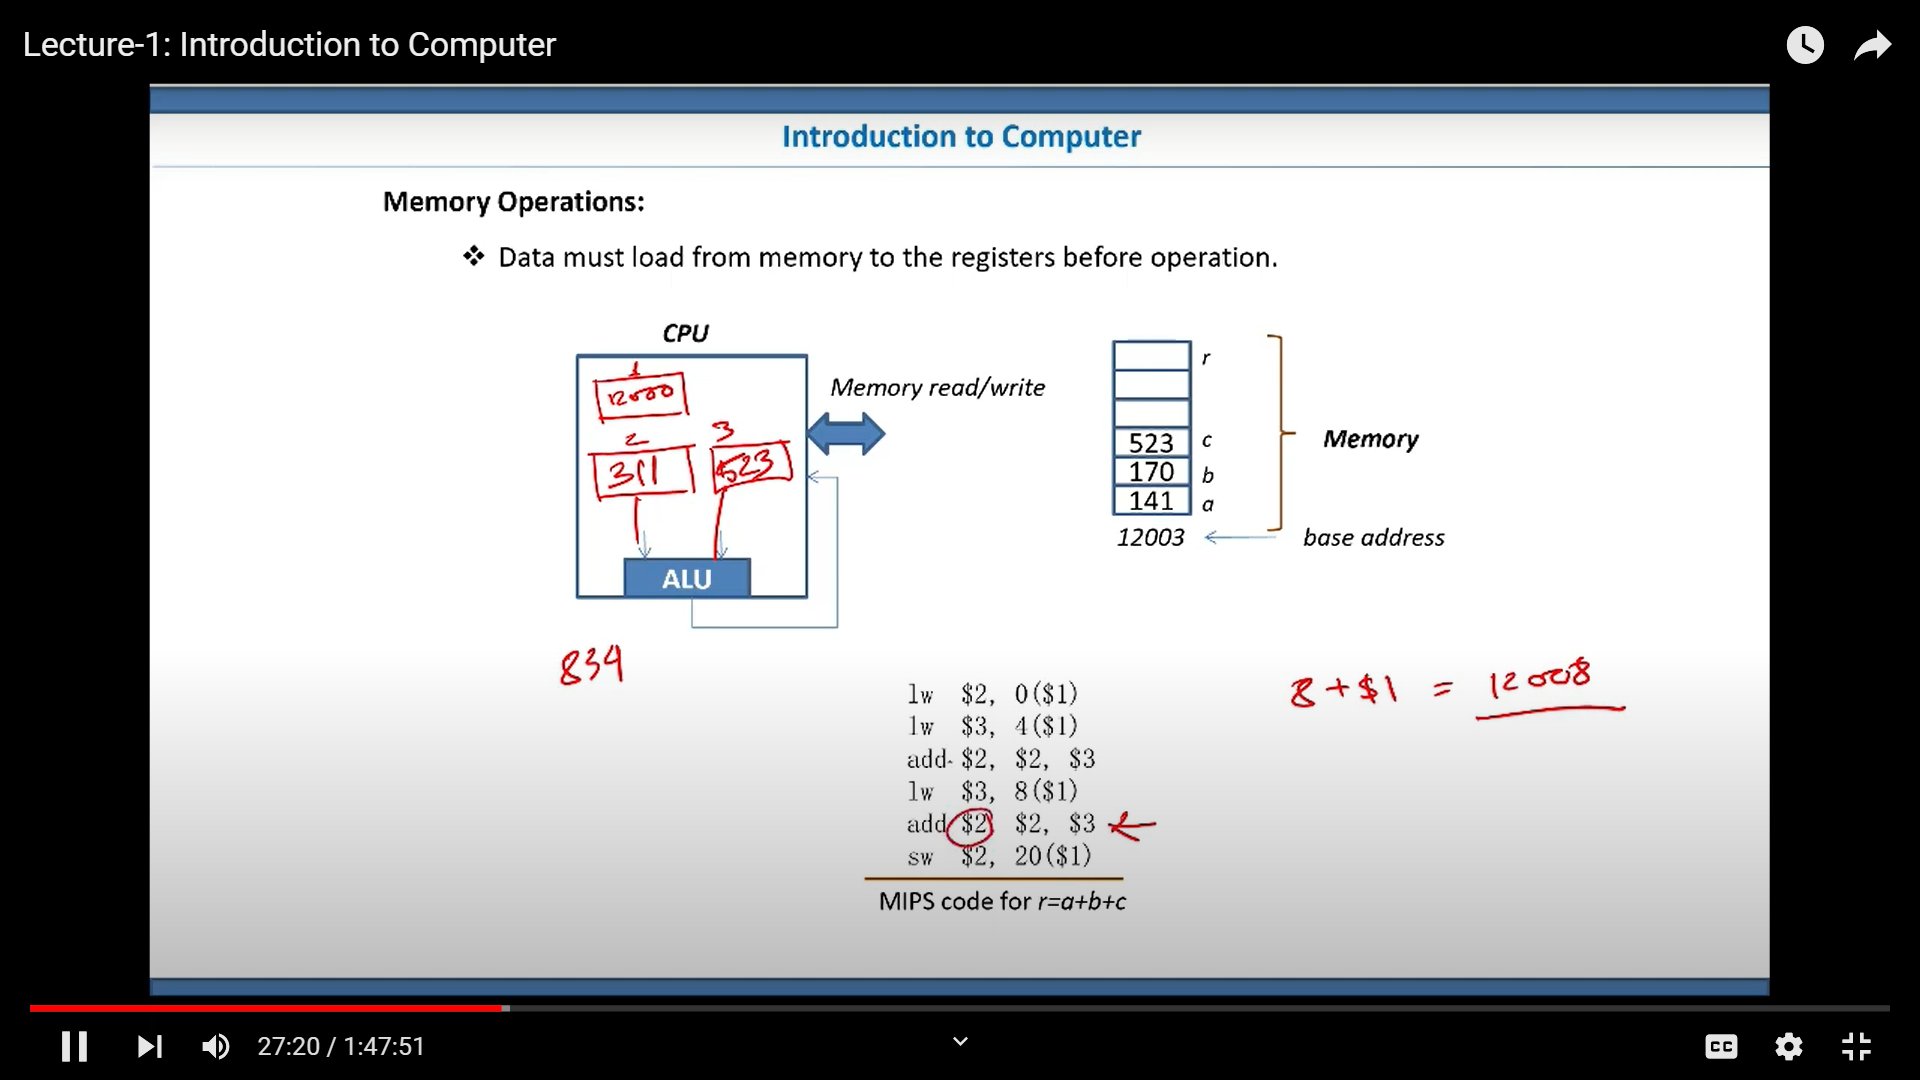 Lecture-1: Introduction to Computer
Introduction to Computer
Memory Operations:
❖ Data must load from memory to the registers before operation.
CPU
1
12000
2
3
311
523
ALU
Memory read/write
r
523 c
170 b
141 a
12003
base address
Memory
834
8 + $1 = 12008
lw $2, 0($1)
lw $3, 4($1)
add $2, $2, $3
lw $3, 8($1)
add $2 $2, $3
sw $2, 20($1)
MIPS code for r=a+b+c
27:20 / 1:47:51
CC